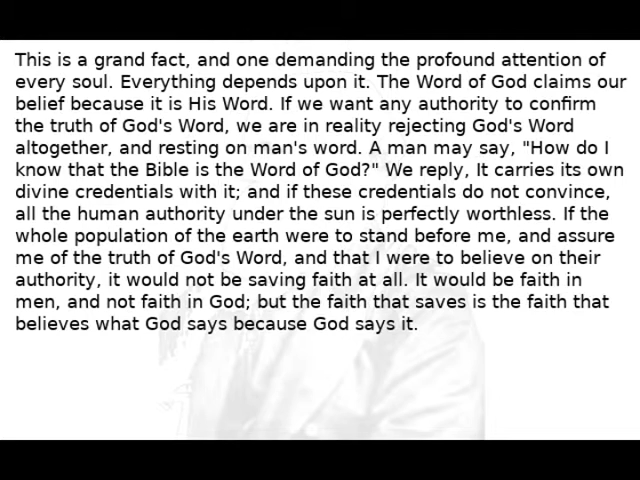 This is a grand fact, and one demanding the profound attention of
every soul. Everything depends upon it. The Word of God claims our
belief because it is His Word. If we want any authority to confirm
the truth of God's Word, we are in reality rejecting God's Word
altogether, and resting on man's word. A man may say, "How do I
know that the Bible is the Word of God?" We reply, It carries its own
divine credentials with it; and if these credentials do not convince,
all the human authority under the sun is perfectly worthless. If the
whole population of the earth were to stand before me, and assure
me of the truth of God's Word, and that I were to believe on their
authority, it would not be saving faith at all. It would be faith in
men, and not faith in God; but the faith that saves is the faith that
believes what God says because God says it.